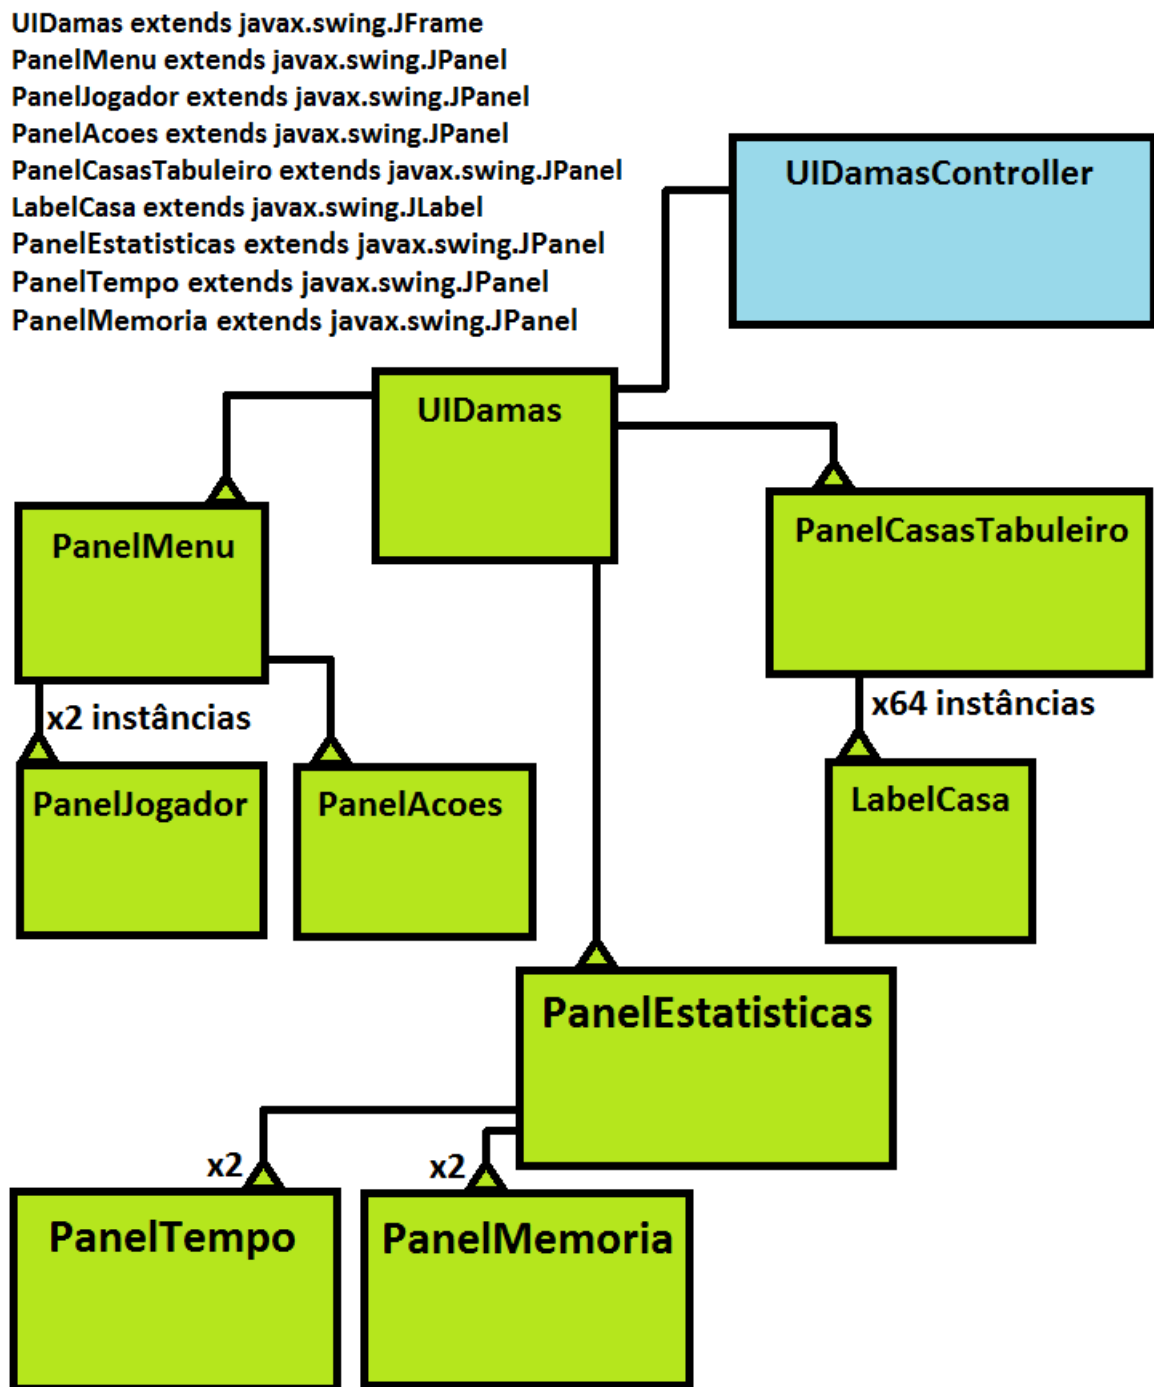 UIDamas extends javax.swing.JFrame
PanelMenu extends javax.swing.JPanel
PanelJogador extends javax.swing.JPanel
PanelAcoes extends javax.swing.JPanel
PanelCasasTabuleiro extends javax.swing.JPanel
LabelCasa extends javax.swing.JLabel
PanelEstatisticas extends javax.swing.JPanel
PanelTempo extends javax.swing.JPanel
PanelMemoria extends javax.swing.JPanel
UIDamasController
UIDamas
PanelMenu
PanelCasasTabuleiro
x2 instâncias
x64 instâncias
PanelJogador
PanelAcoes
LabelCasa
PanelEstatisticas
x2
x2
PanelTempo
PanelMemoria